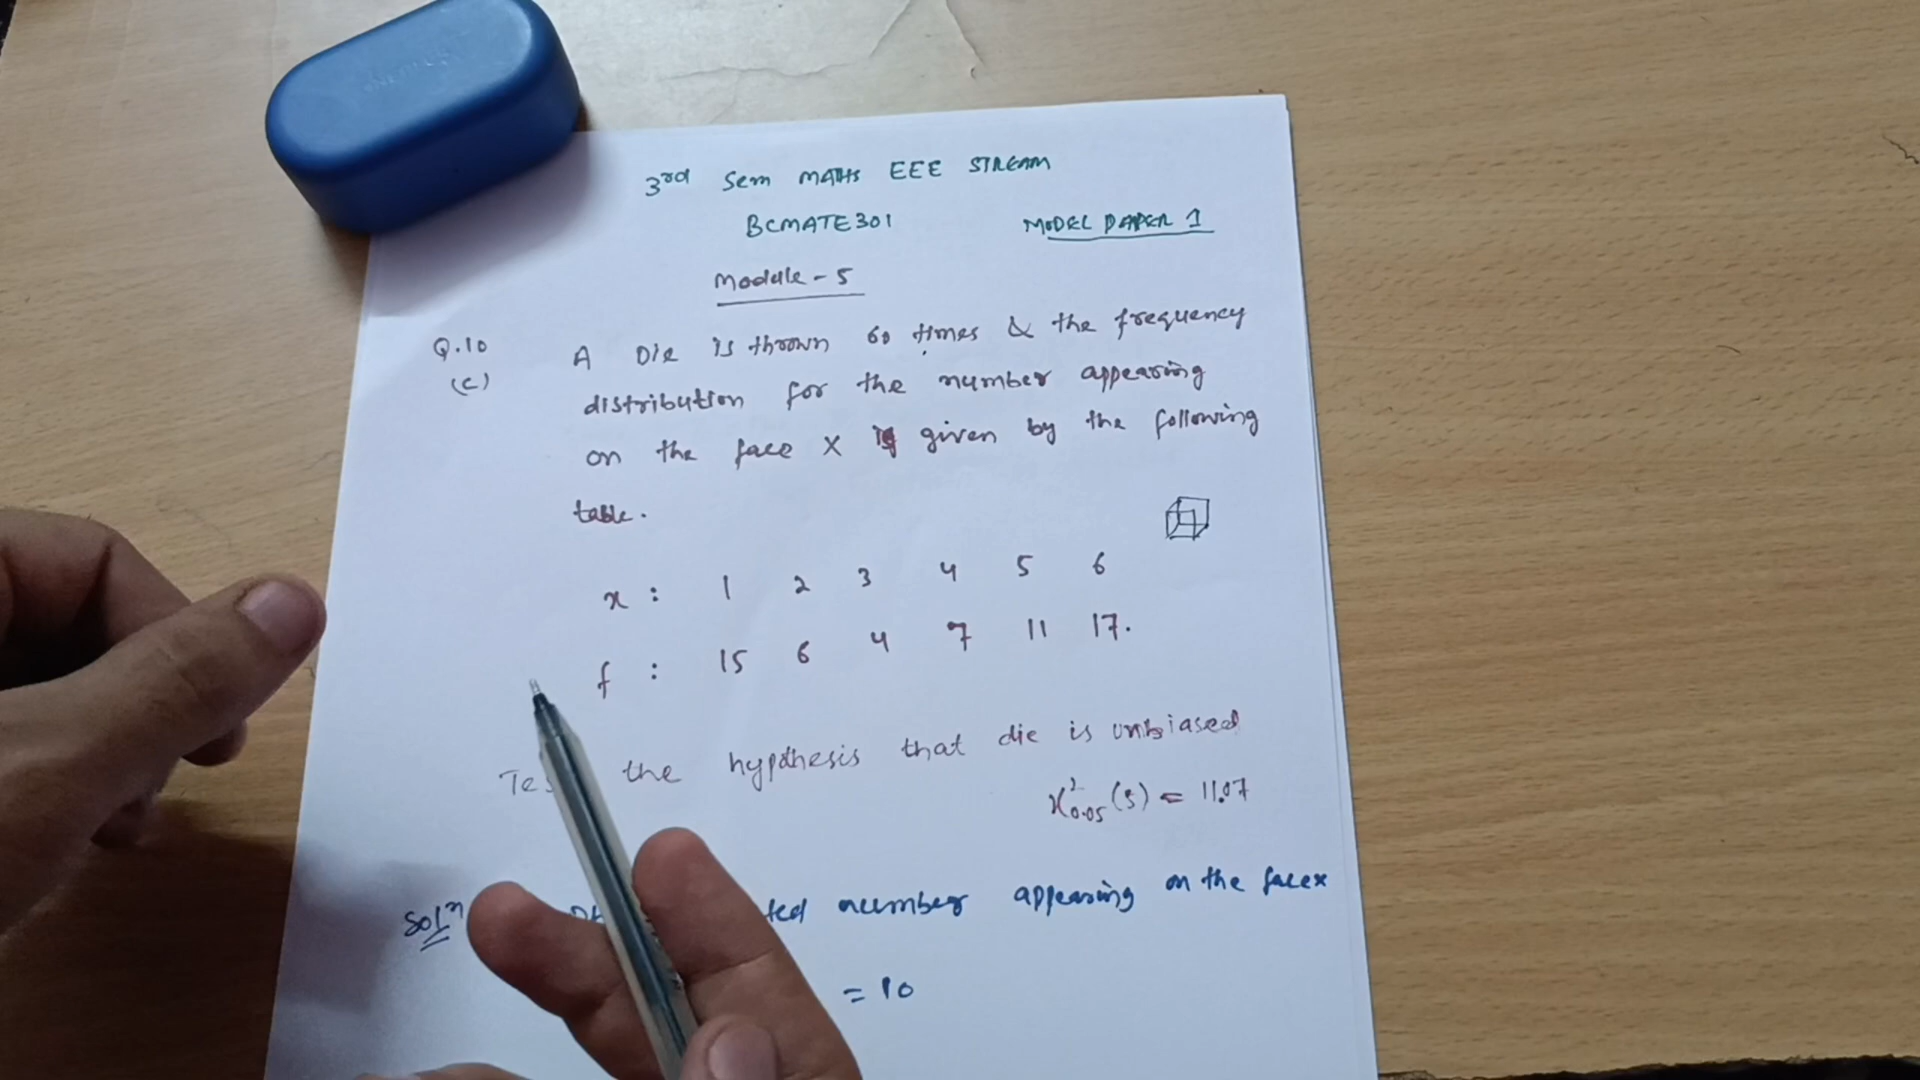 3rd Sem MATHS EEE STREAM
BCMATE301 MODEL PAPER 1
Module - 5
Q.10 A Die is thrown 60 times & the frequency
(c) distribution for the number appearing
on the face X is given by the following
table.
x : 1 2 3 4 5 6
f : 15 6 4 7 11 17.
the hypothesis that die is unbiased
χ²0.05 (5) = 11.07
Solⁿ number appearing on the face x
= 10